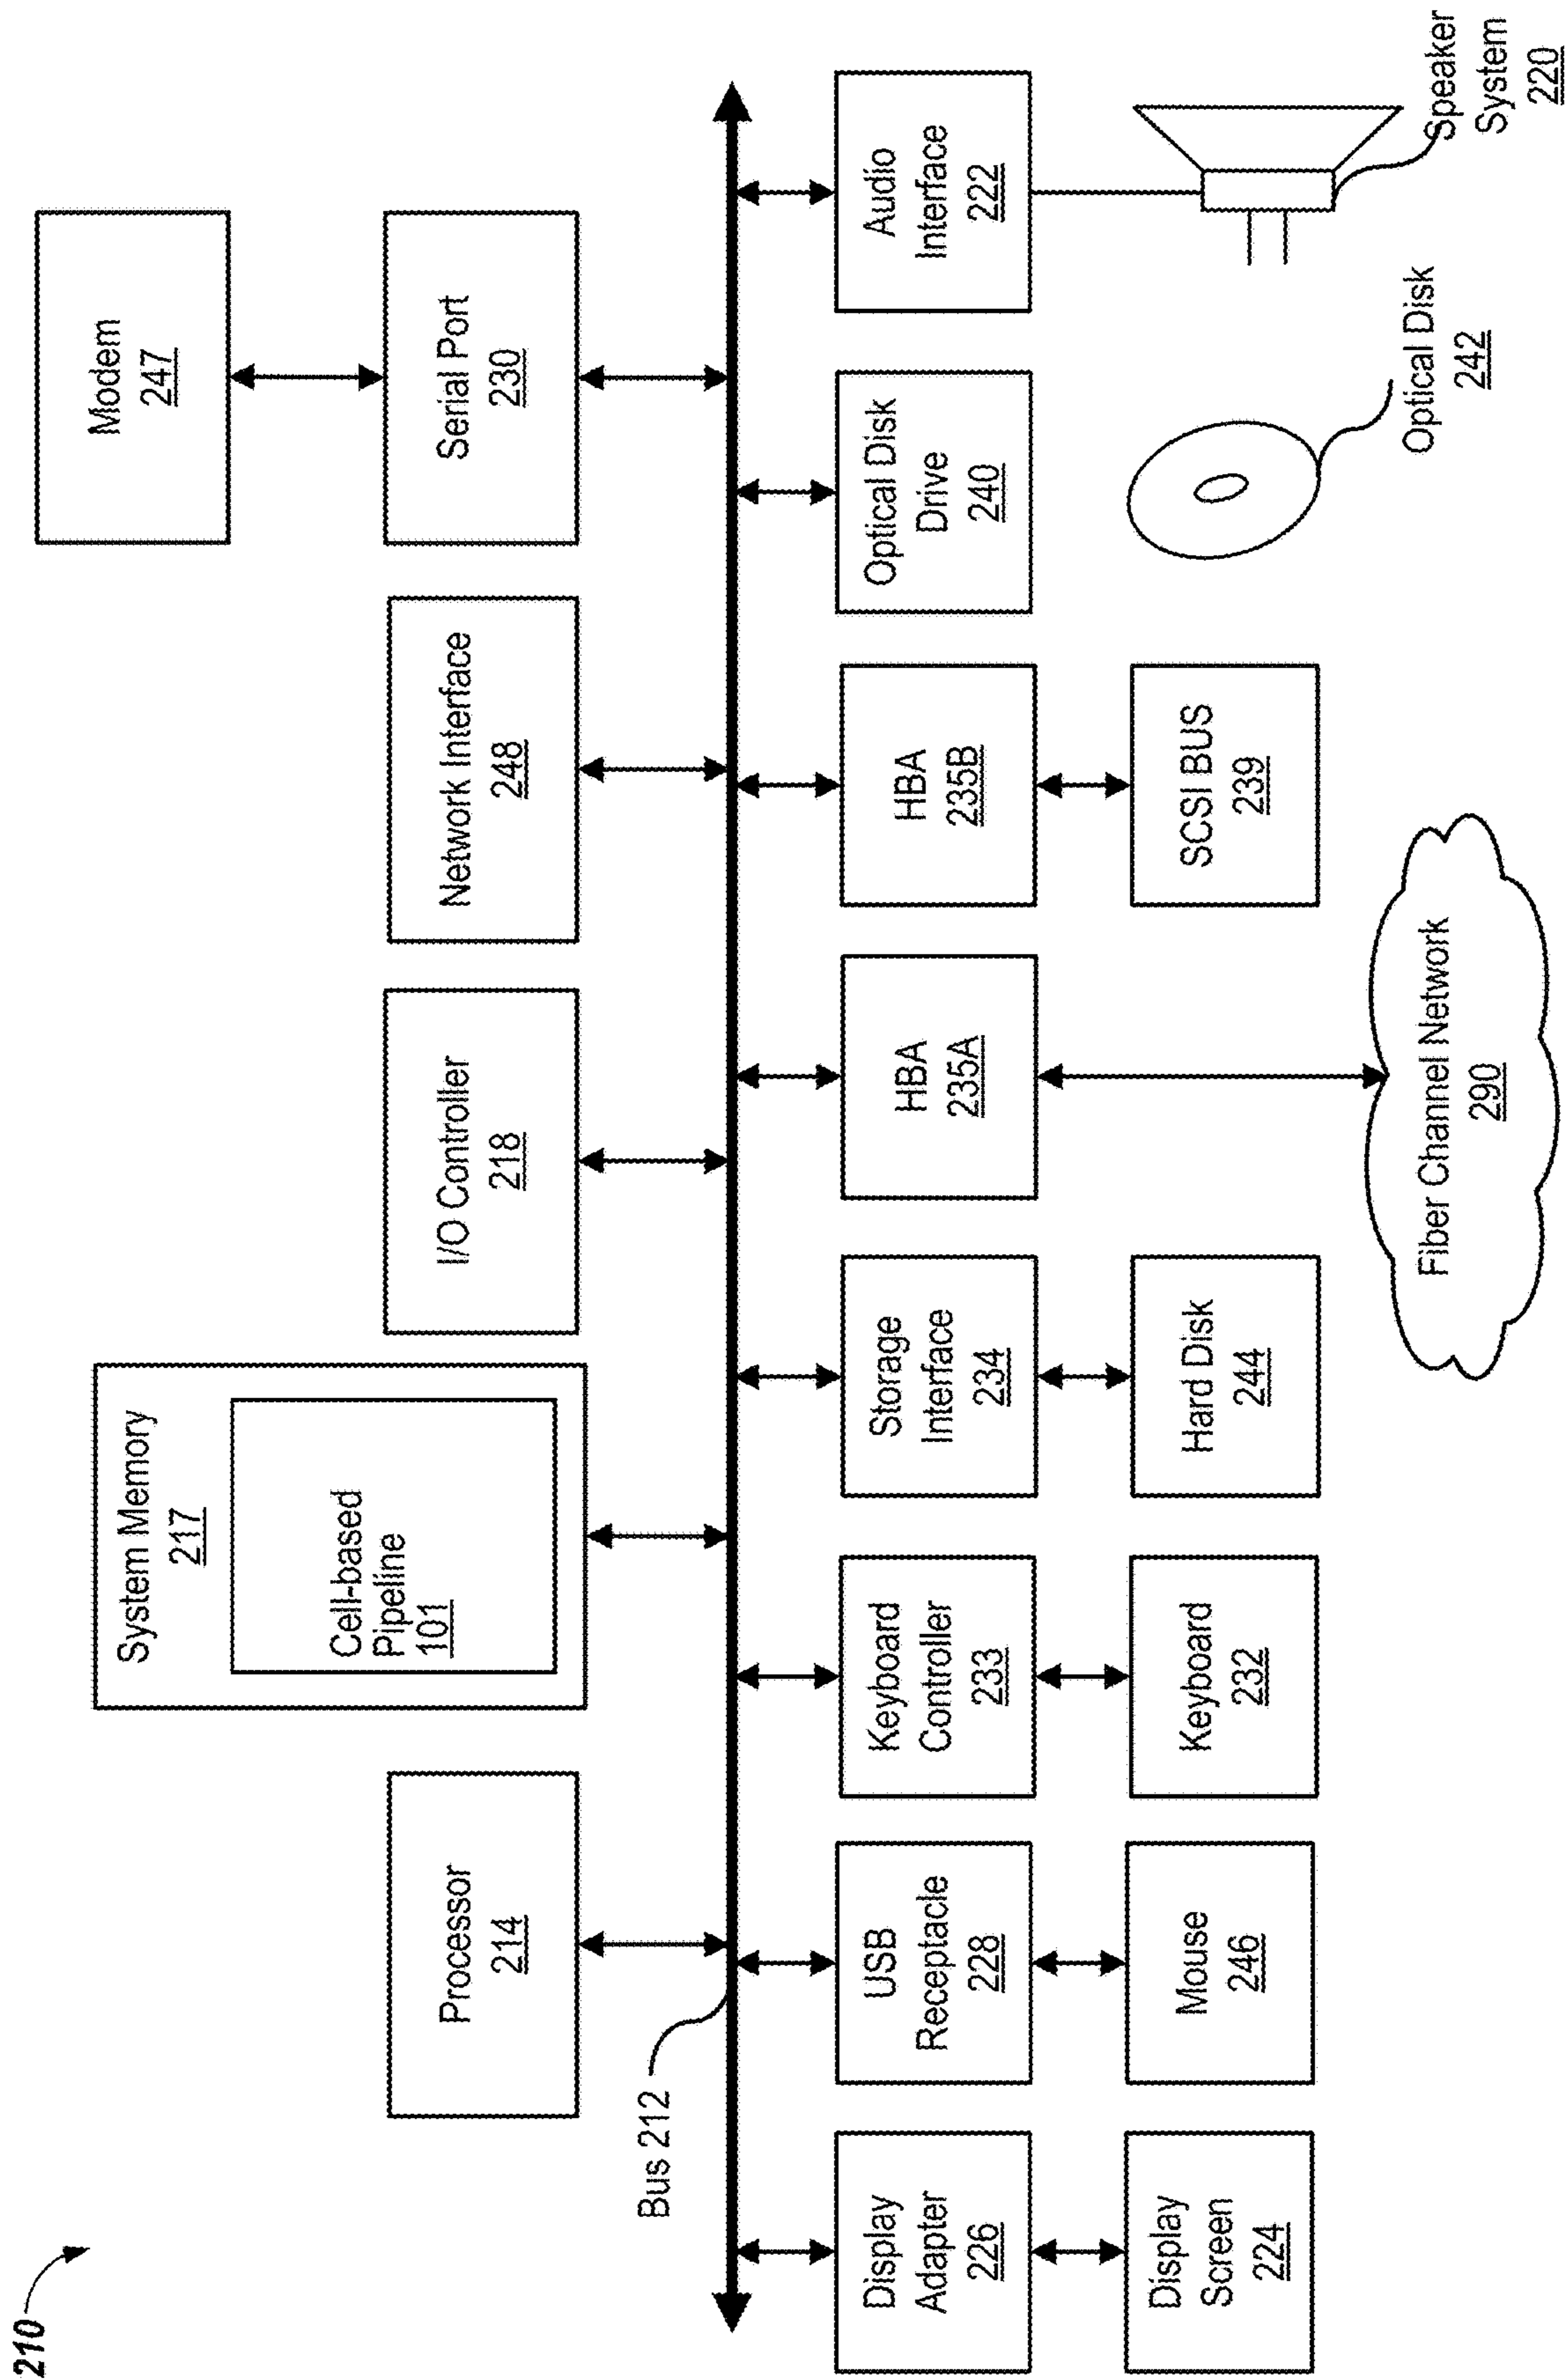 210
Processor
214
System Memory
217
Cell-based
Pipeline
101
I/O Controller
218
Network Interface
248
Serial Port
230
Modem
247
Bus 212
Display
Adapter
226
USB
Receptacle
228
Keyboard
Controller
233
Storage
Interface
234
HBA
235A
HBA
235B
Optical Disk
Drive
240
Audio
Interface
222
Display
Screen
224
Mouse
246
Keyboard
232
Hard Disk
244
SCSI BUS
239
Fiber Channel Network
290
Optical Disk
242
Speaker
System
220